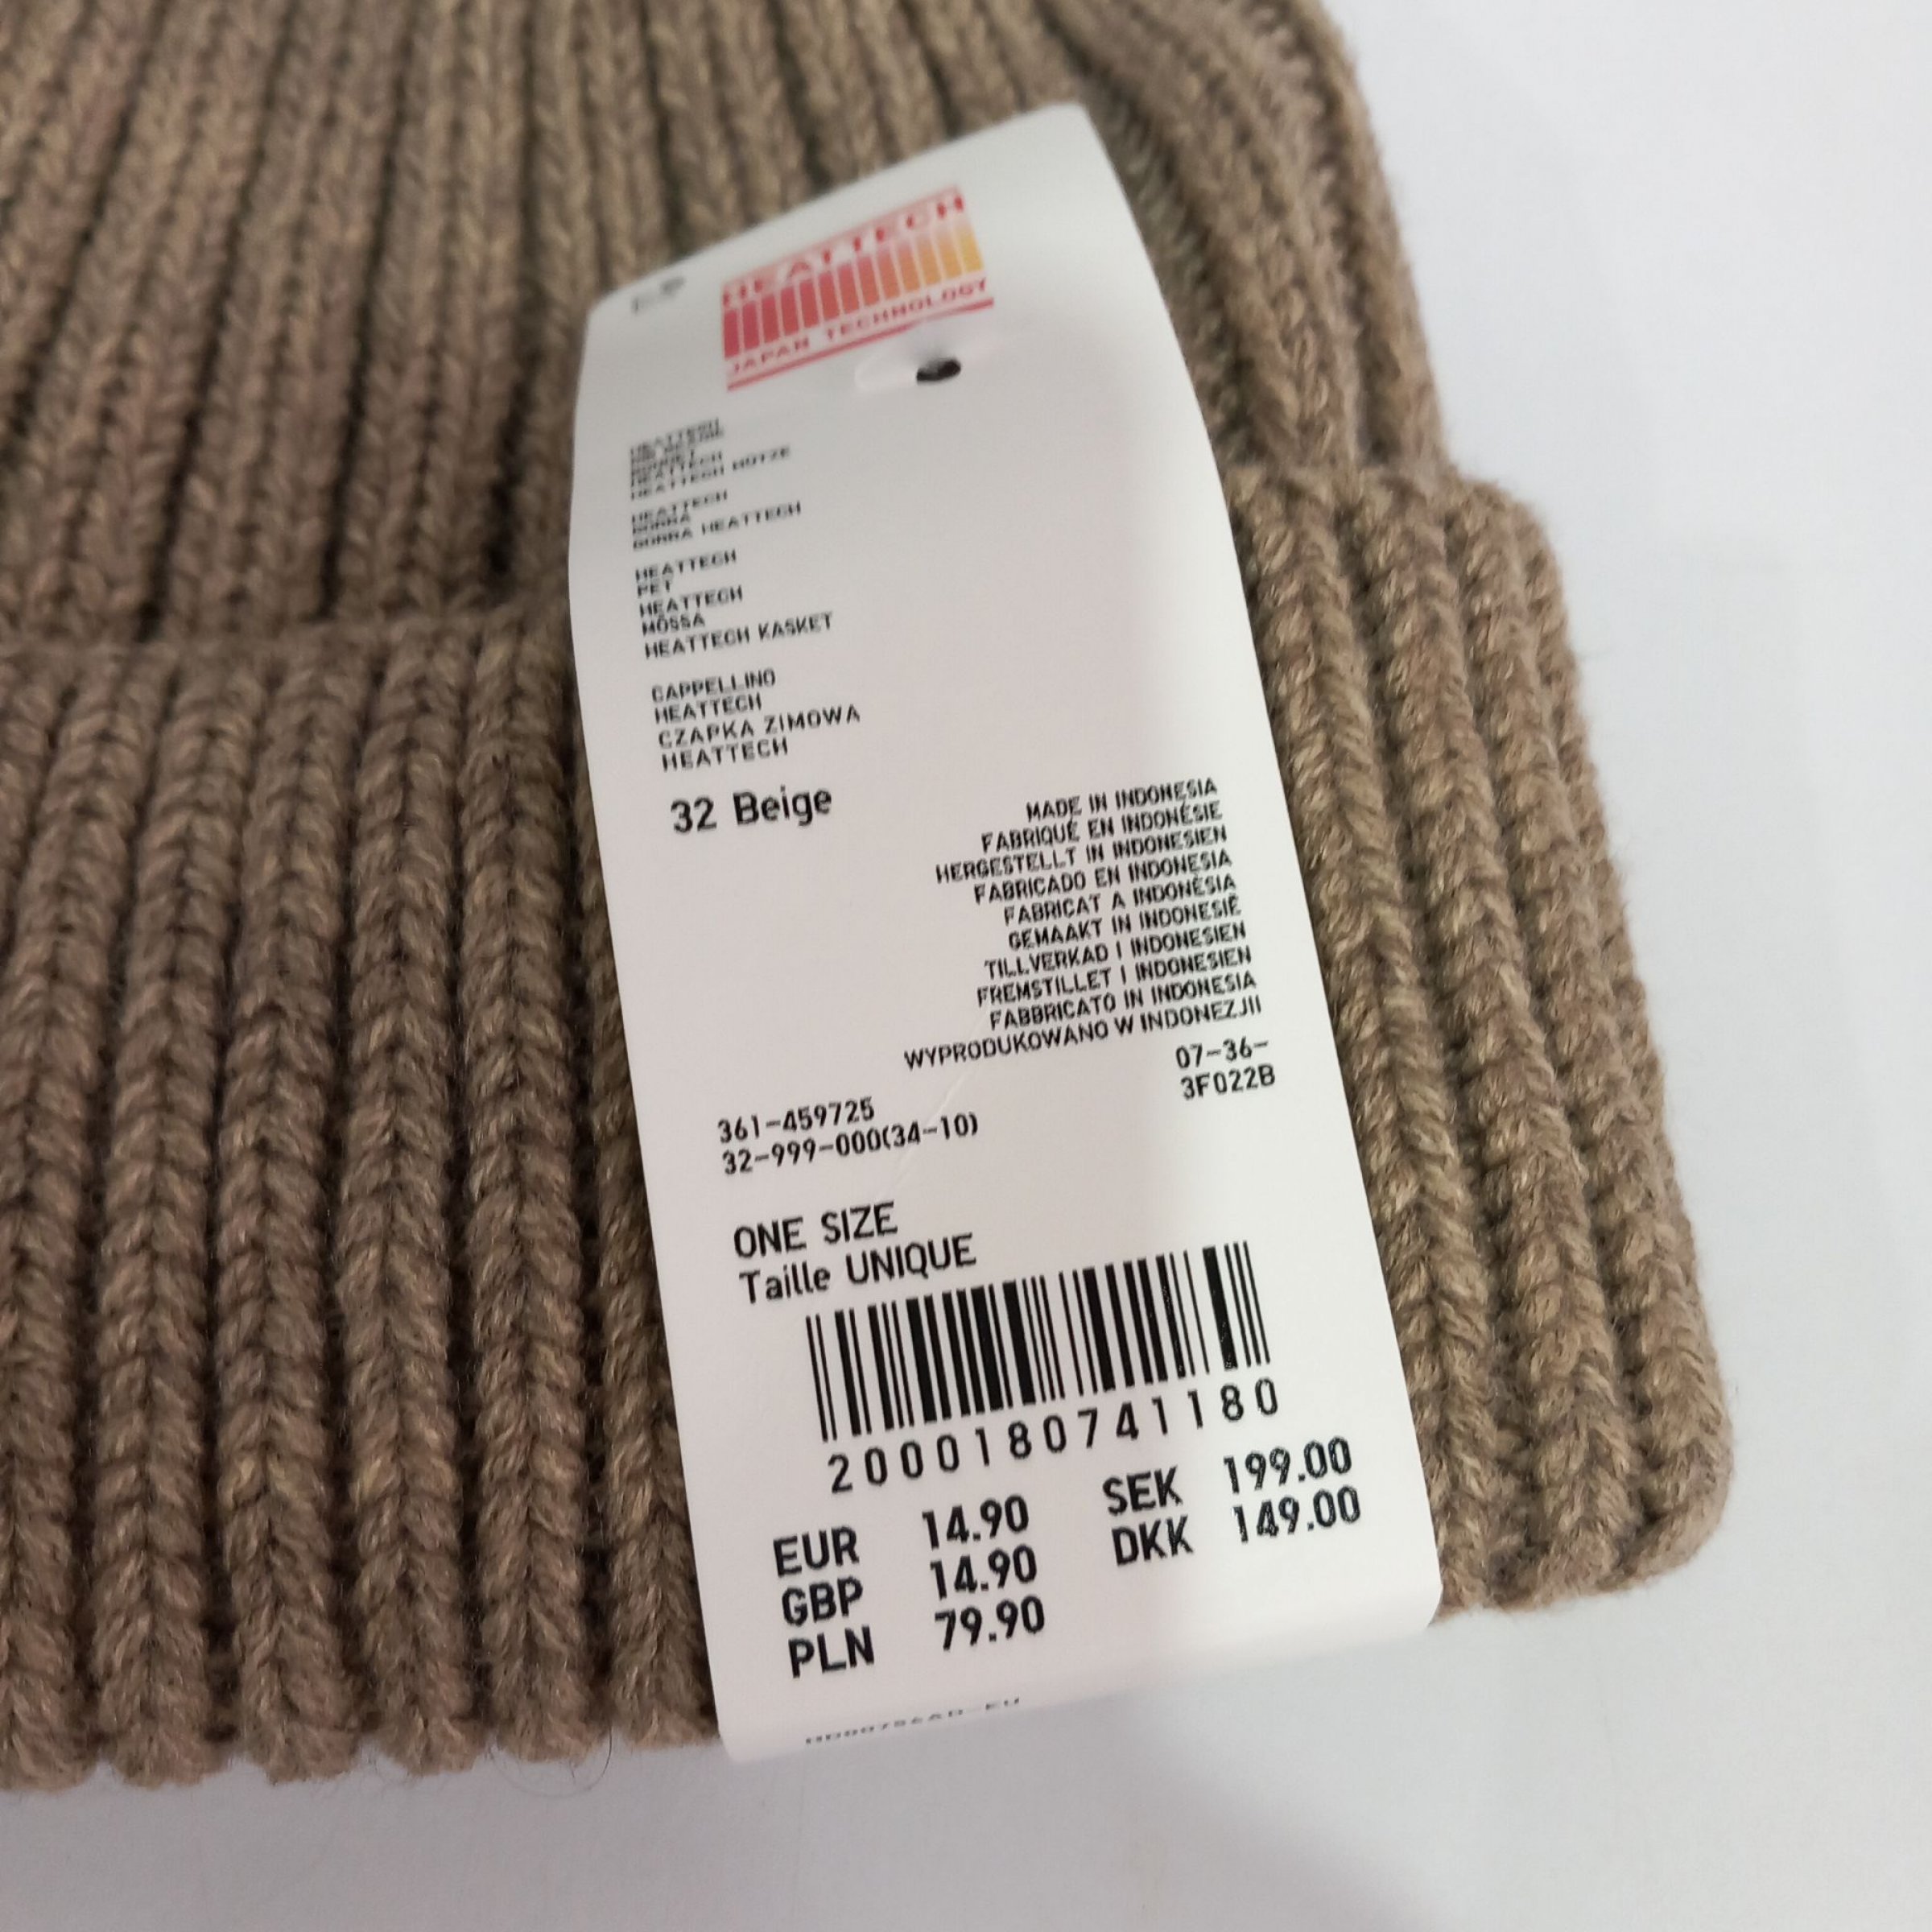 HEATTECH
JAPAN TECHNOLOGY
HEATTECH
BONNET
HEATTECH
HEATTECH MÜTZE
HEATTECH
GORRA
GORRA HEATTECH
HEATTECH
PET
HEATTECH
MÖSSA
HEATTECH KASKET
CAPPELLINO
HEATTECH
CZAPKA ZIMOWA
HEATTECH
32 Beige
MADE IN INDONESIA
FABRIQUÉ EN INDONÉSIE
HERGESTELLT IN INDONESIEN
FABRICADO EN INDONESIA
FABRICAT A INDONÈSIA
GEMAAKT IN INDONESIË
TILLVERKAD I INDONESIEN
FREMSTILLET I INDONESIEN
FABBRICATO IN INDONESIA
WYPRODUKOWANO W INDONEZJII
07-36-
3F022B
361-459725
32-999-000(34-10)
ONE SIZE
Taille UNIQUE
2000180741180
EUR 14.90 SEK 199.00
GBP 14.90 DKK 149.00
PLN 79.90